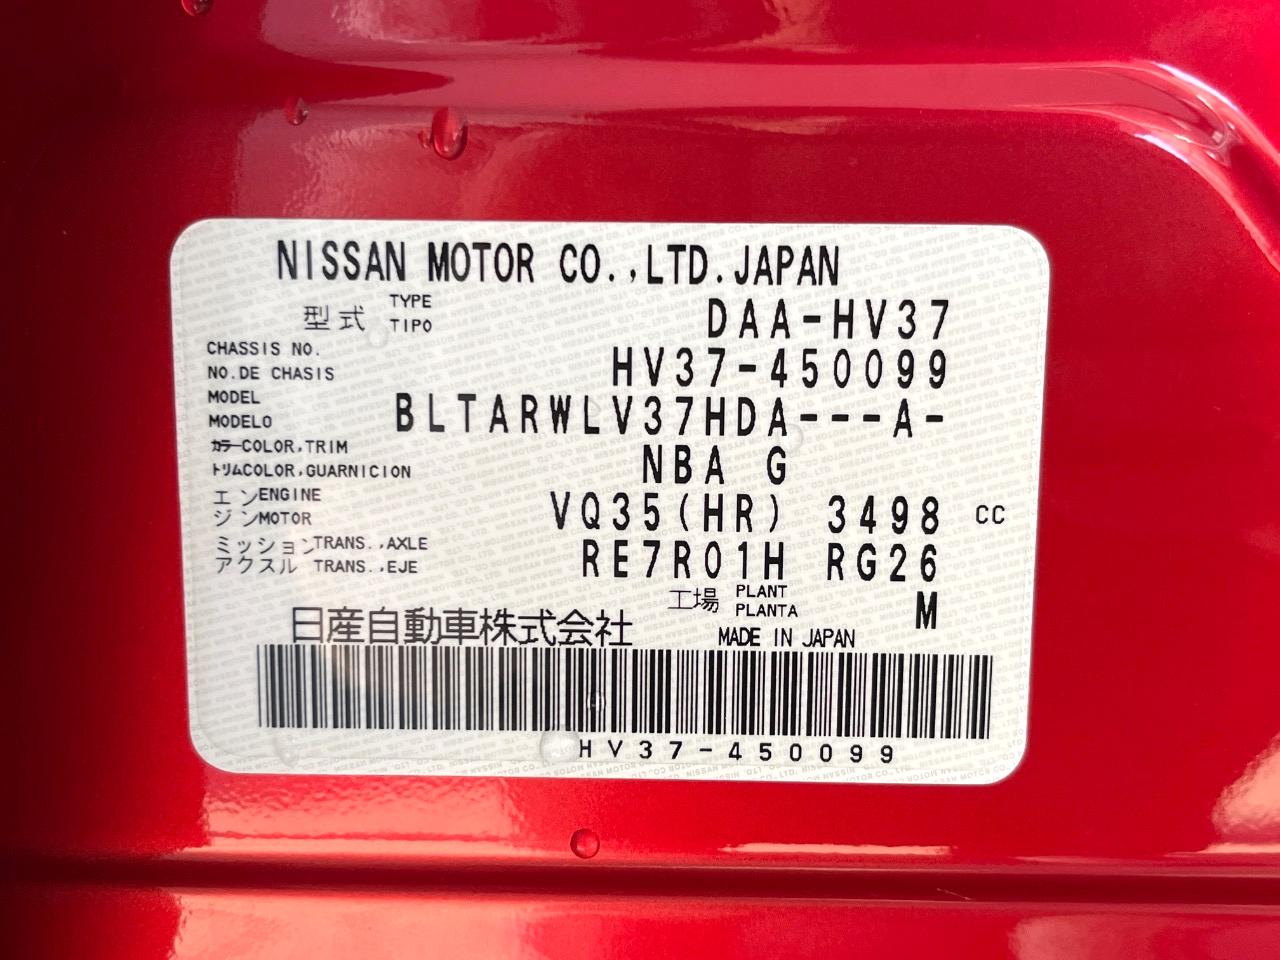 NISSAN MOTOR CO.,LTD.JAPAN
型式 TYPE TIPO DAA-HV37
CHASSIS NO.
NO.DE CHASIS HV37-450099
MODEL
MODELO BLTARWLV37HDA---A-
カラーCOLOR,TRIM
トリムCOLOR,GUARNICION NBA G
エンENGINE
ジンMOTOR VQ35(HR) 3498 CC
ミッションTRANS.,AXLE
アクスル TRANS.,EJE RE7R01H RG26
工場 PLANT PLANTA M
日産自動車株式会社 MADE IN JAPAN
HV37-450099